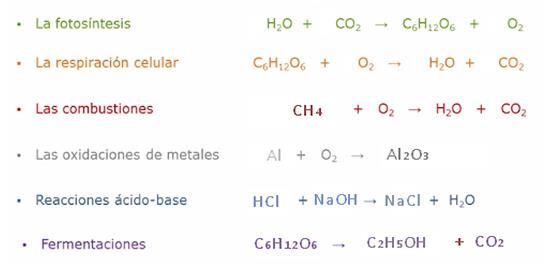 • La fotosíntesis H₂O + CO₂ → C₆H₁₂O₆ + O₂
• La respiración celular C₆H₁₂O₆ + O₂ → H₂O + CO₂
• Las combustiones CH4 + O₂ → H₂O + CO₂
• Las oxidaciones de metales Al + O₂ → Al₂O₃
• Reacciones ácido-base HCl + NaOH → NaCl + H₂O
• Fermentaciones C₆H₁₂O₆ → C₂H₅OH + CO₂